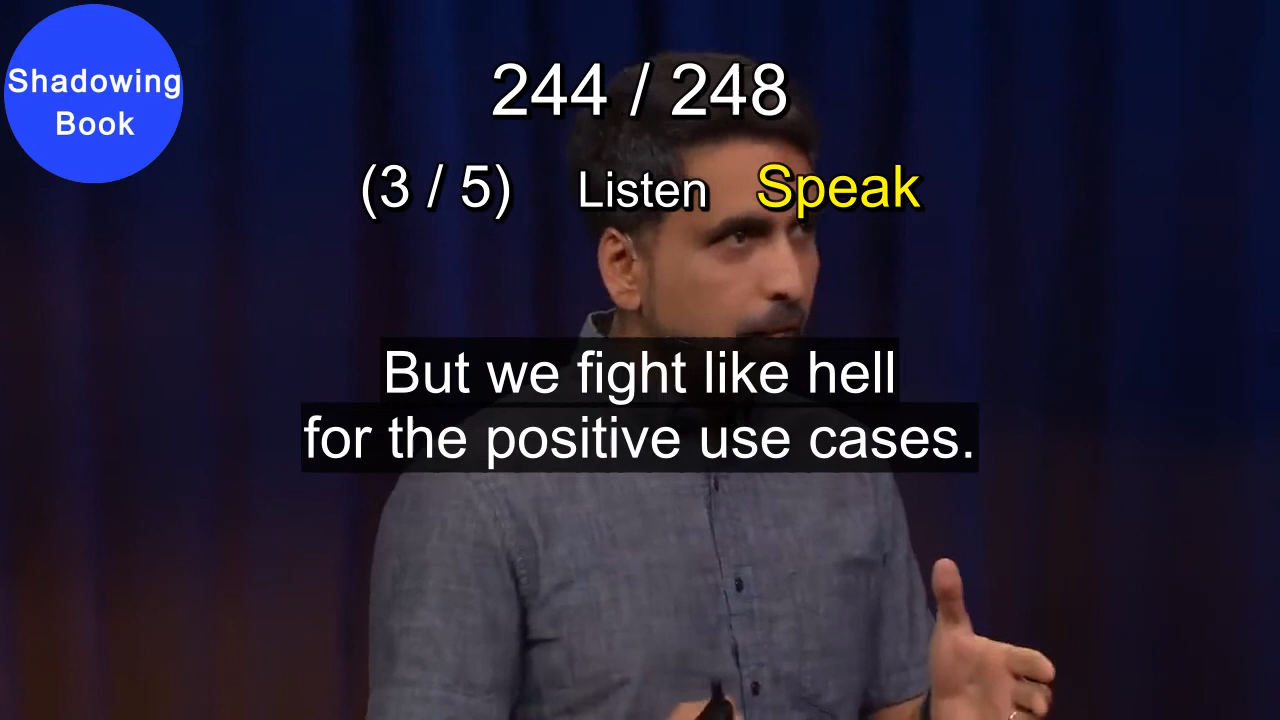 Shadowing
Book
244 / 248
(3 / 5) Listen Speak
But we fight like hell
for the positive use cases.